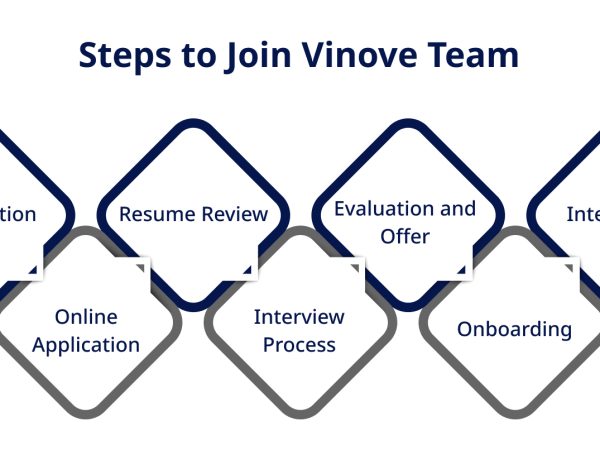 Steps to Join Vinove Team
tion
Resume Review
Evaluation and
Offer
Inte
Online
Application
Interview
Process
Onboarding